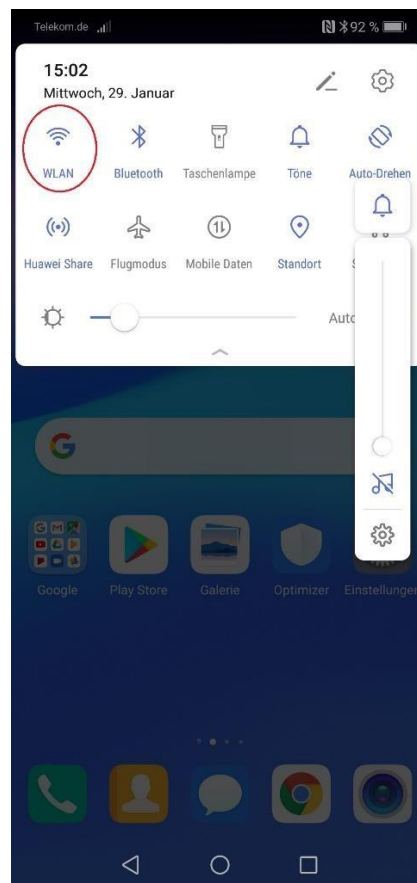 Telekom.de
92 %
15:02
Mittwoch, 29. Januar
WLAN
Bluetooth
Taschenlampe
Töne
Auto-Drehen
Huawei Share
Flugmodus
Mobile Daten
Standort
S
Auto
G
Google
Play Store
Galerie
Optimizer
Einstellungen